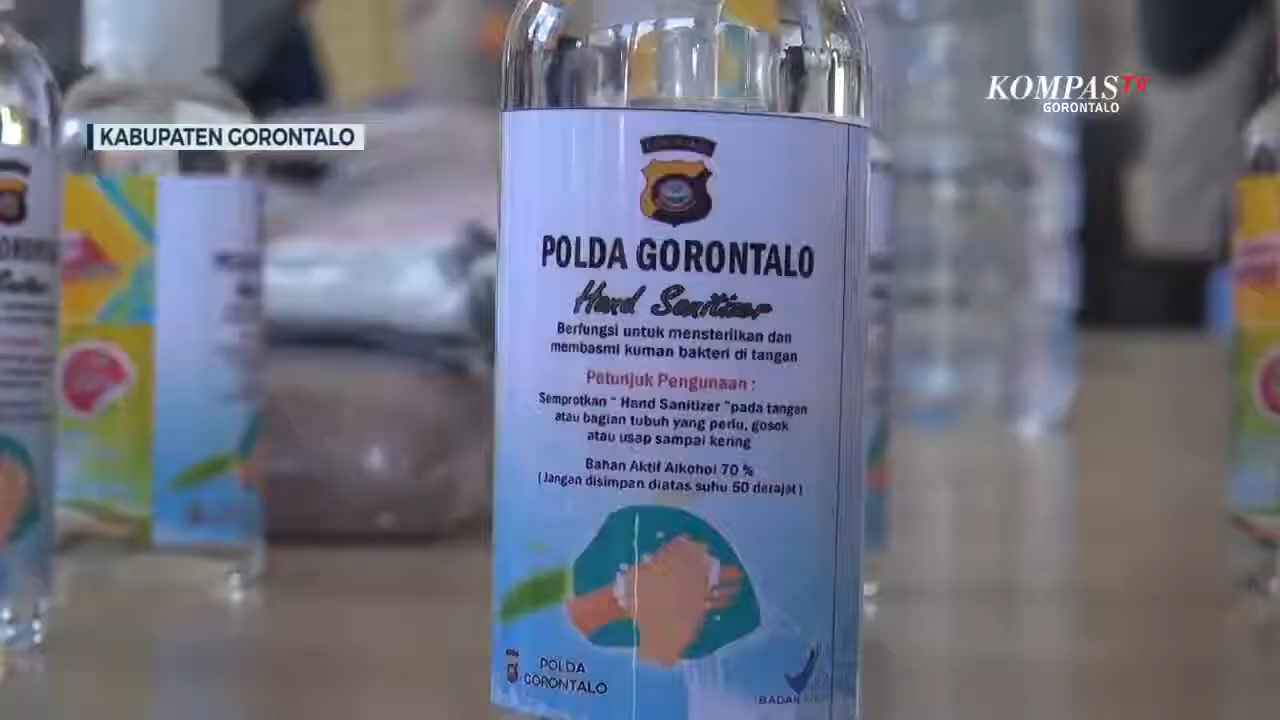 KOMPAS TV
GORONTALO
KABUPATEN GORONTALO
POLDA GORONTALO
Hand Sanitizer
Berfungsi untuk mensterilkan dan
membasmi kuman bakteri di tangan
Petunjuk Pengunaan :
Semprotkan " Hand Sanitizer "pada tangan
atau bagian tubuh yang perlu, gosok
atau usap sampai kering
Bahan Aktif Alkohol 70 %
(Jangan disimpan diatas suhu 50 derajat)
POLDA
GORONTALO
BADAN